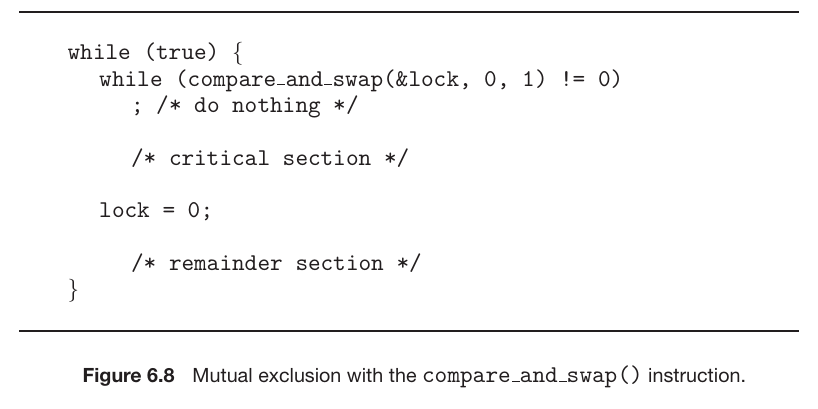 while (true) {
while (compare_and_swap(&lock, 0, 1) != 0)
; /* do nothing */
/* critical section */
lock = 0;
/* remainder section */
}
Figure 6.8 Mutual exclusion with the compare_and_swap() instruction.